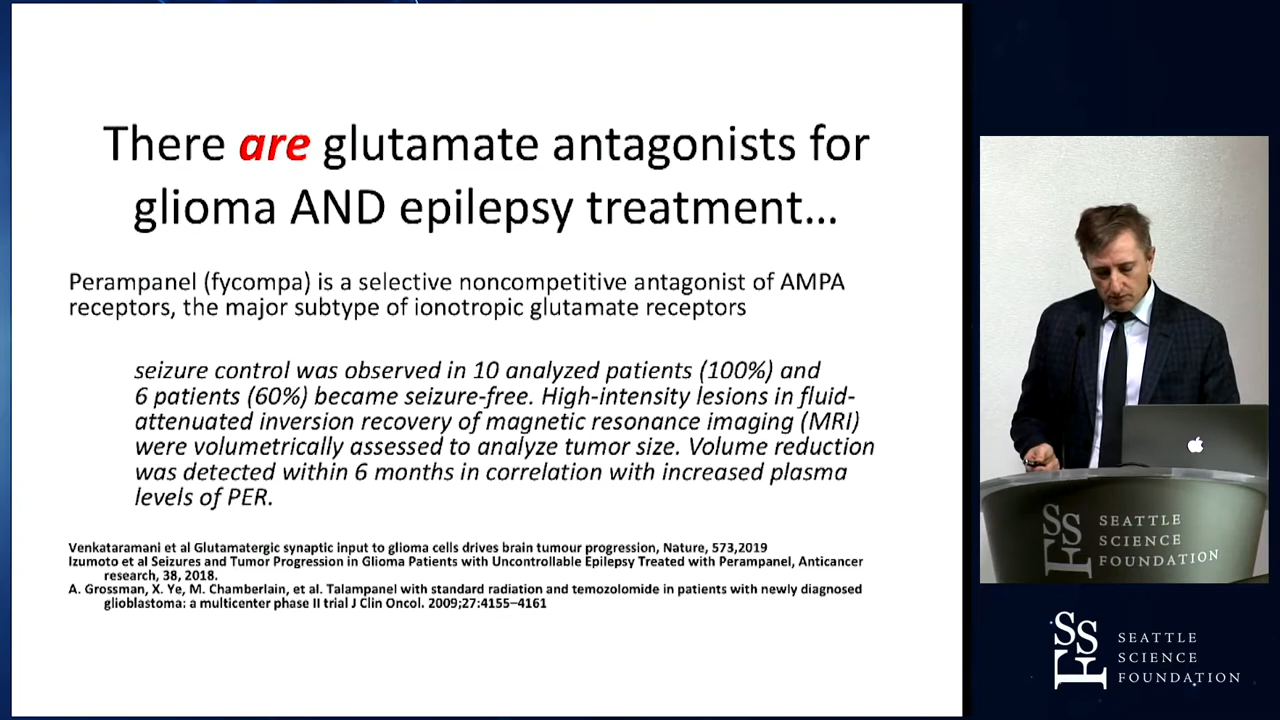 There are glutamate antagonists for
glioma AND epilepsy treatment…
Perampanel (fycompa) is a selective noncompetitive antagonist of AMPA
receptors, the major subtype of ionotropic glutamate receptors
seizure control was observed in 10 analyzed patients (100%) and
6 patients (60%) became seizure-free. High-intensity lesions in fluid-
attenuated inversion recovery of magnetic resonance imaging (MRI)
were volumetrically assessed to analyze tumor size. Volume reduction
was detected within 6 months in correlation with increased plasma
levels of PER.
Venkataramani et al Glutamatergic synaptic input to glioma cells drives brain tumour progression, Nature, 573,2019
Izumoto et al Seizures and Tumor Progression in Glioma Patients with Uncontrollable Epilepsy Treated with Perampanel, Anticancer
research, 38, 2018.
A. Grossman, X. Ye, M. Chamberlain, et al. Talampanel with standard radiation and temozolomide in patients with newly diagnosed
glioblastoma: a multicenter phase II trial J Clin Oncol. 2009;27:4155–4161
SSF
SEATTLE
SCIENCE
FOUNDATION
SSF
SEATTLE
SCIENCE
FOUNDATION